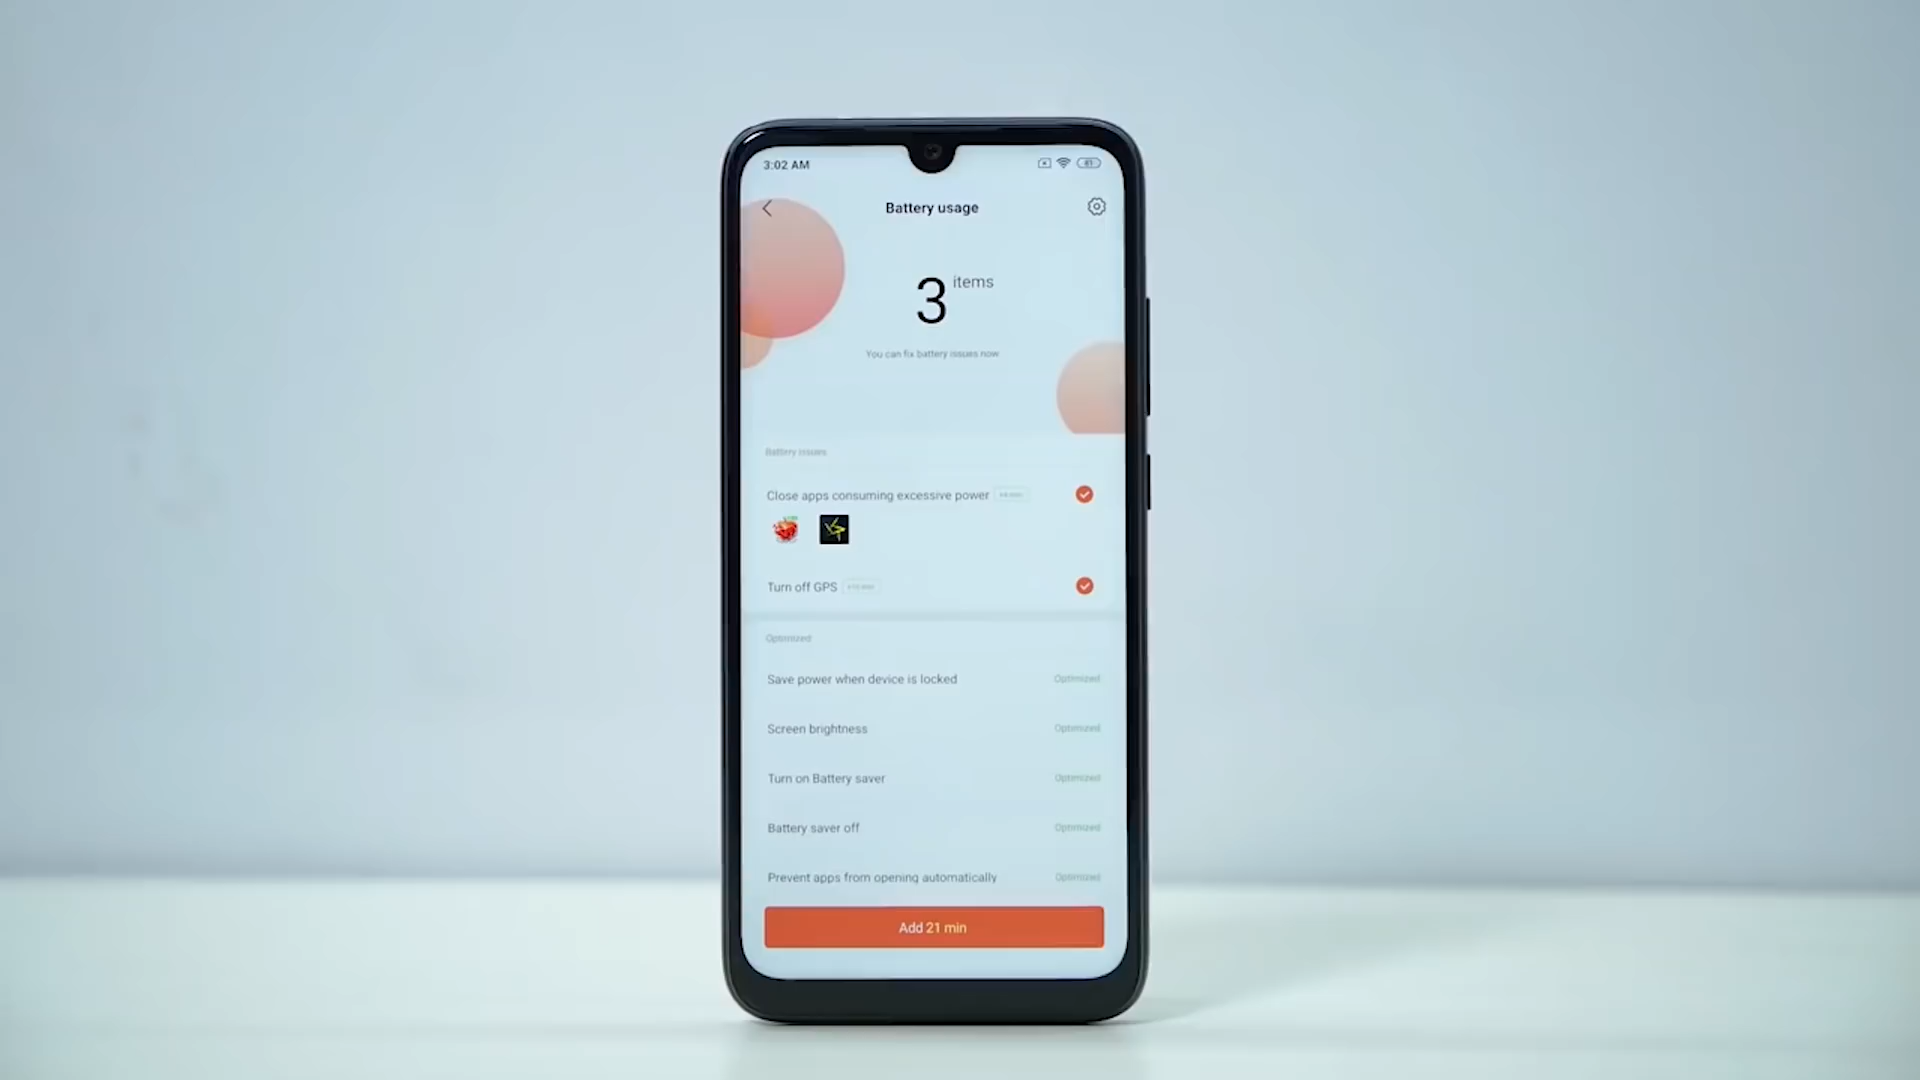 3:02 AM
81
Battery usage
3 items
You can fix battery issues now
Battery issues
Close apps consuming excessive power
Turn off GPS
Optimized
Save power when device is locked Optimized
Screen brightness Optimized
Turn on Battery saver Optimized
Battery saver off Optimized
Prevent apps from opening automatically Optimized
Add 21 min